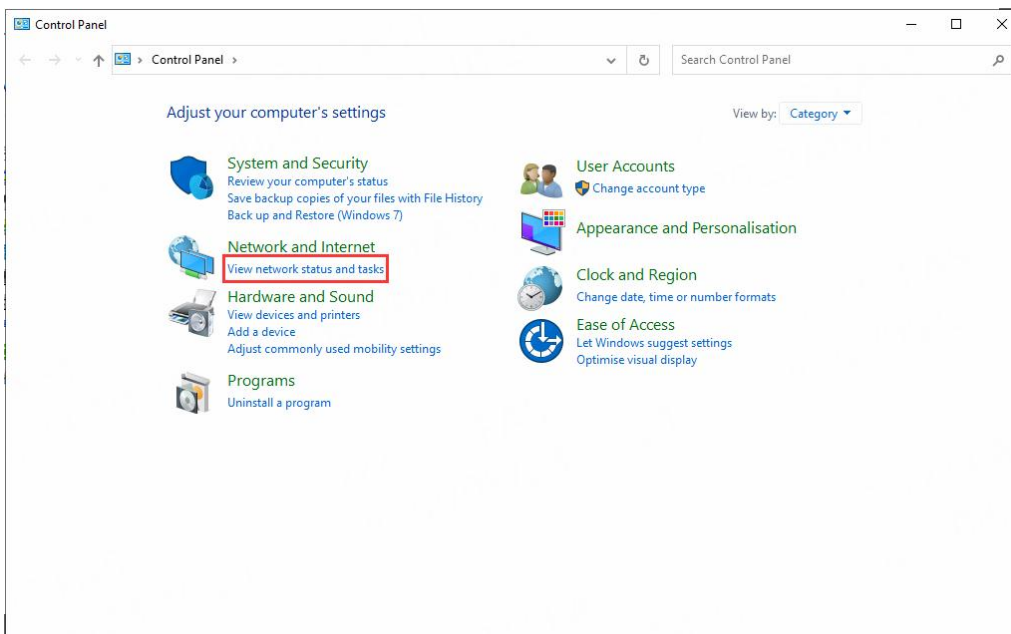 Control Panel
Control Panel
Search Control Panel
Adjust your computer's settings
View by: Category
System and Security
Review your computer's status
Save backup copies of your files with File History
Back up and Restore (Windows 7)
Network and Internet
View network status and tasks
Hardware and Sound
View devices and printers
Add a device
Adjust commonly used mobility settings
Programs
Uninstall a program
User Accounts
Change account type
Appearance and Personalisation
Clock and Region
Change date, time or number formats
Ease of Access
Let Windows suggest settings
Optimise visual display